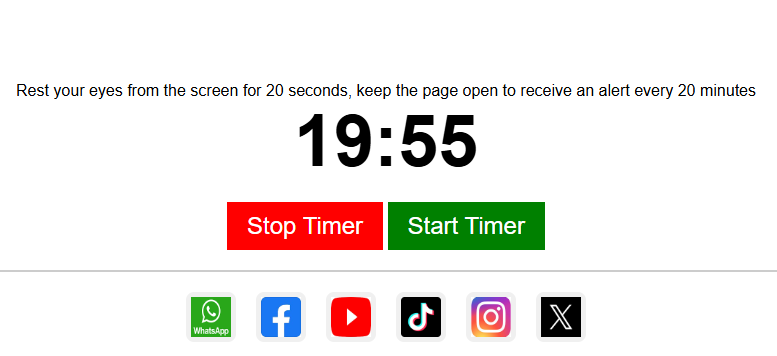 Rest your eyes from the screen for 20 seconds, keep the page open to receive an alert every 20 minutes
19:55
Stop Timer Start Timer
WhatsApp